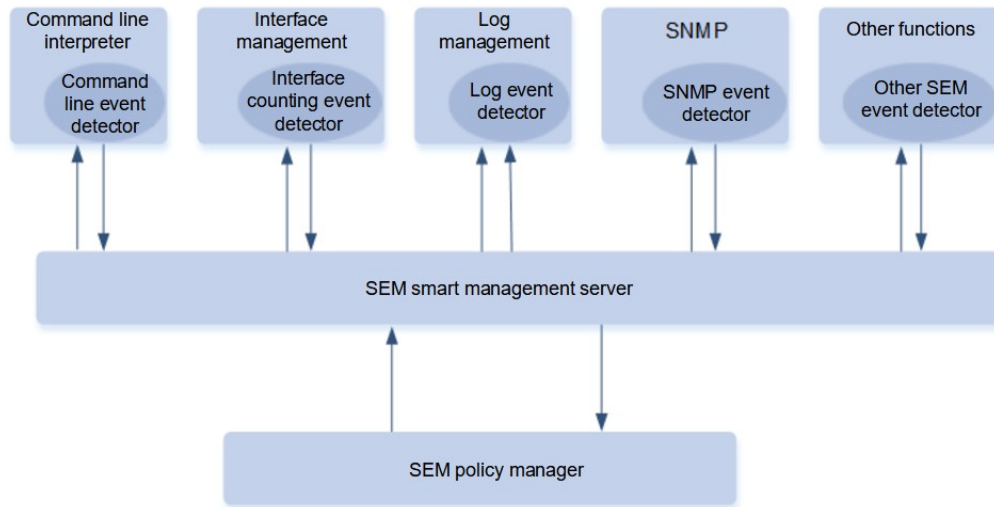 Command line
interpreter
Command
line event
detector
Interface
management
Interface
counting event
detector
Log
management
Log event
detector
SNMP
SNMP event
detector
Other functions
Other SEM
event detector
SEM smart management server
SEM policy manager